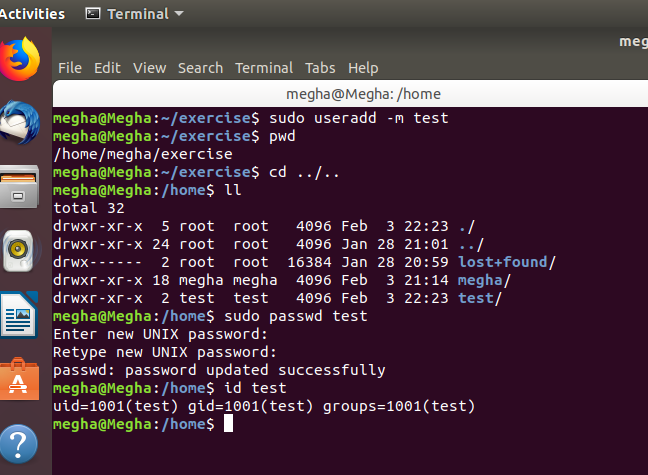 Activities Terminal
File Edit View Search Terminal Tabs Help
megha@Megha: /home
megha@Megha:~/exercise$ sudo useradd -m test
megha@Megha:~/exercise$ pwd
/home/megha/exercise
megha@Megha:~/exercise$ cd ../..
megha@Megha:/home$ ll
total 32
drwxr-xr-x  5 root  root   4096 Feb  3 22:23 ./
drwxr-xr-x 24 root  root   4096 Jan 28 21:01 ../
drwx------  2 root  root  16384 Jan 28 20:59 lost+found/
drwxr-xr-x 18 megha megha  4096 Feb  3 21:14 megha/
drwxr-xr-x  2 test  test   4096 Feb  3 22:23 test/
megha@Megha:/home$ sudo passwd test
Enter new UNIX password:
Retype new UNIX password:
passwd: password updated successfully
megha@Megha:/home$ id test
uid=1001(test) gid=1001(test) groups=1001(test)
megha@Megha:/home$